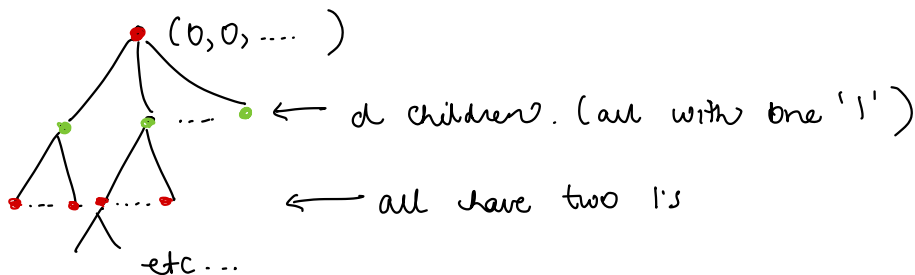 (0,0,.....)
d children. (all with one '1')
all have two 1's
etc...